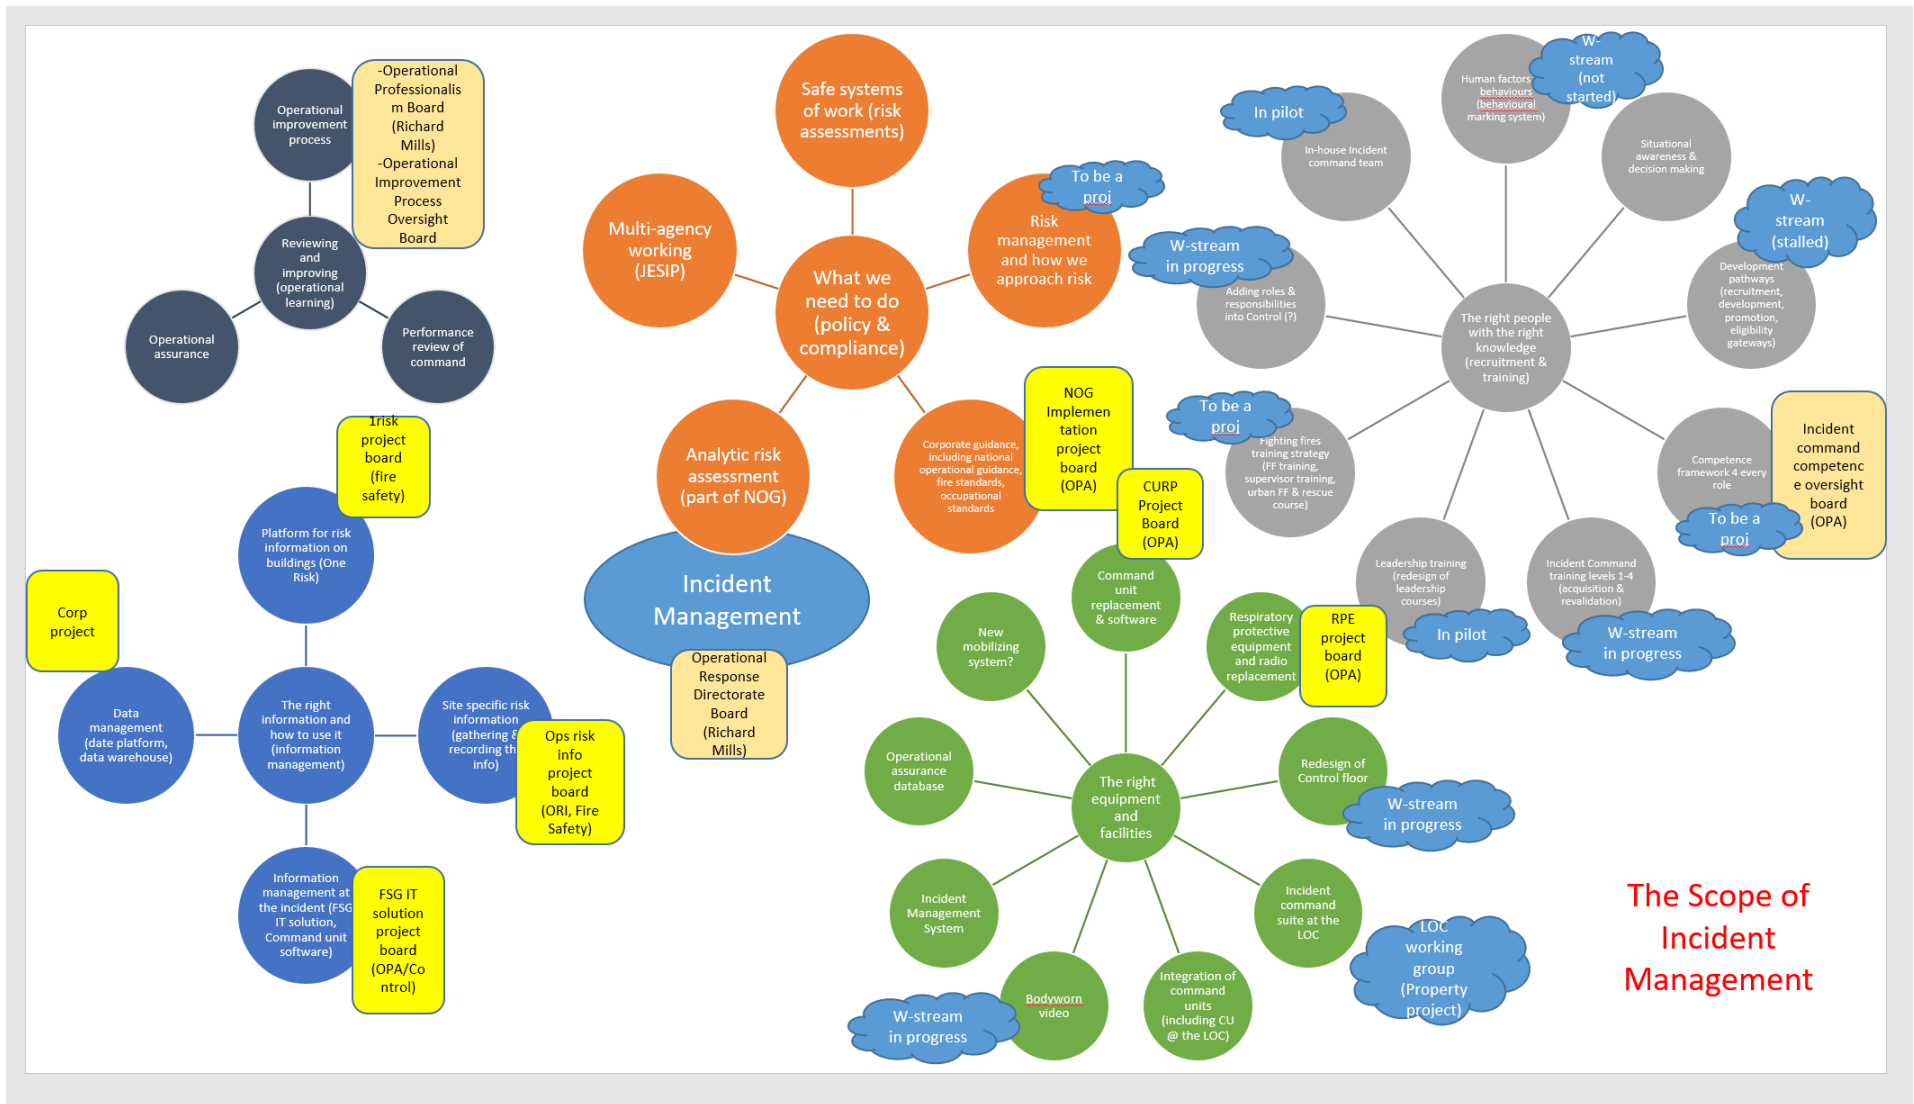 Operational
improvement
process
-Operational
Professionalis
m Board
(Richard
Mills)
-Operational
Improvement
Process
Oversight
Board
Reviewing
and
improving
(operational
learning)
Operational
assurance
Performance
review of
command
1risk
project
board
(fire
safety)
Platform for risk
information on
buildings (One
Risk)
Corp
project
Data
management
(date platform,
data warehouse)
The right
information and
how to use it
(information
management)
Site specific risk
information
(gathering &
recording th
info)
Ops risk
info
project
board
(ORI, Fire
Safety)
Information
management at
the incident (FSG
IT solution,
Command unit
software)
FSG IT
solution
project
board
(OPA/Co
ntrol)
Safe systems
of work (risk
assessments)
Multi-agency
working
(JESIP)
To be a
proj
Risk
management
and how we
approach risk
What we
need to do
(policy &
compliance)
Analytic risk
assessment
(part of NOG)
Corporate guidance,
including national
operational guidance,
fire standards,
occupational
standards
NOG
Implemen
tation
project
board
(OPA)
CURP
Project
Board
(OPA)
Incident
Management
Operational
Response
Directorate
Board
(Richard
Mills)
Human factors
behaviours
(behavioural
marking system)
W-
stream
(not
started)
In pilot
In-house Incident
command team
Situational
awareness &
decision making
W-stream
in progress
Adding roles &
responsibilities
into Control (?)
W-
stream
(stalled)
Development
pathways
(recruitment,
development,
promotion,
eligibility
gateways)
The right people
with the right
knowledge
(recruitment &
training)
To be a
proj
Fighting fires
training strategy
(FF training,
supervisor training,
urban FF & rescue
course)
Competence
framework 4 every
role
To be a
proj
Incident
command
competenc
e oversight
board
(OPA)
Leadership training
(redesign of
leadership
courses)
In pilot
Incident Command
training levels 1-4
(acquisition &
revalidation)
W-stream
in progress
Command
unit
replacement
& software
New
mobilizing
system?
Respiratory
protective
equipment
and radio
replacement
RPE
project
board
(OPA)
Operational
assurance
database
The right
equipment
and
facilities
Redesign of
Control floor
W-stream
in progress
Incident
Management
System
Incident
command
suite at the
LOC
LOC
working
group
(Property
project)
Bodyworn
video
W-stream
in progress
Integration of
command
units
(including CU
@ the LOC)
The Scope of
Incident
Management